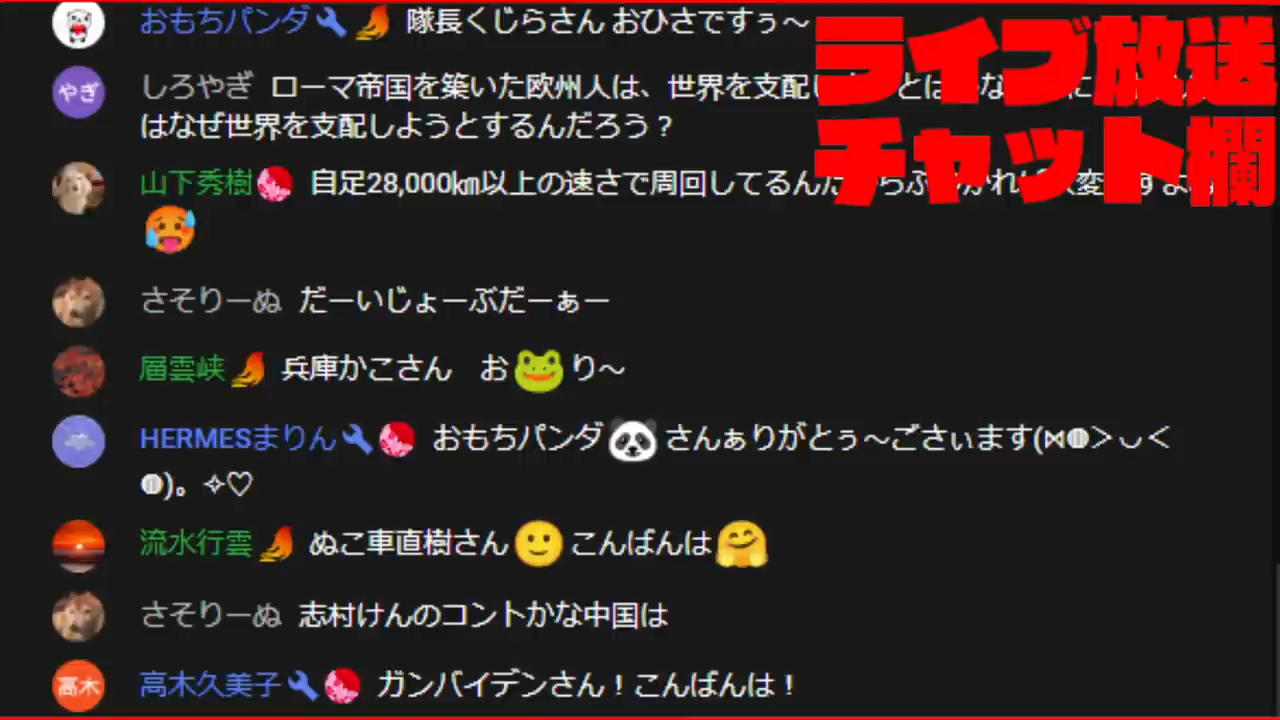 おもちパンダ 隊長くじらさん おひさですぅ～
ライブ放送
チャット欄
やぎ
しろやぎ ローマ帝国を築いた欧州人は、世界を支配
はなぜ世界を支配しようとするんだろう？
山下秀樹 自足28,000㎞以上の速さで周回してるんだ
さそりーぬ だーいじょーぶだーぁー
層雲峡 兵庫かこさん お🐸り～
HERMESまりん おもちパンダ🐼さんぁりがとぅ～ごさぃます(⋈◍＞◡＜
◍)。✧♡
流水行雲 ぬこ車直樹さん🙂こんばんは🤗
さそりーぬ 志村けんのコントかな中国は
高木
高木久美子 ガンバイデンさん！こんばんは！